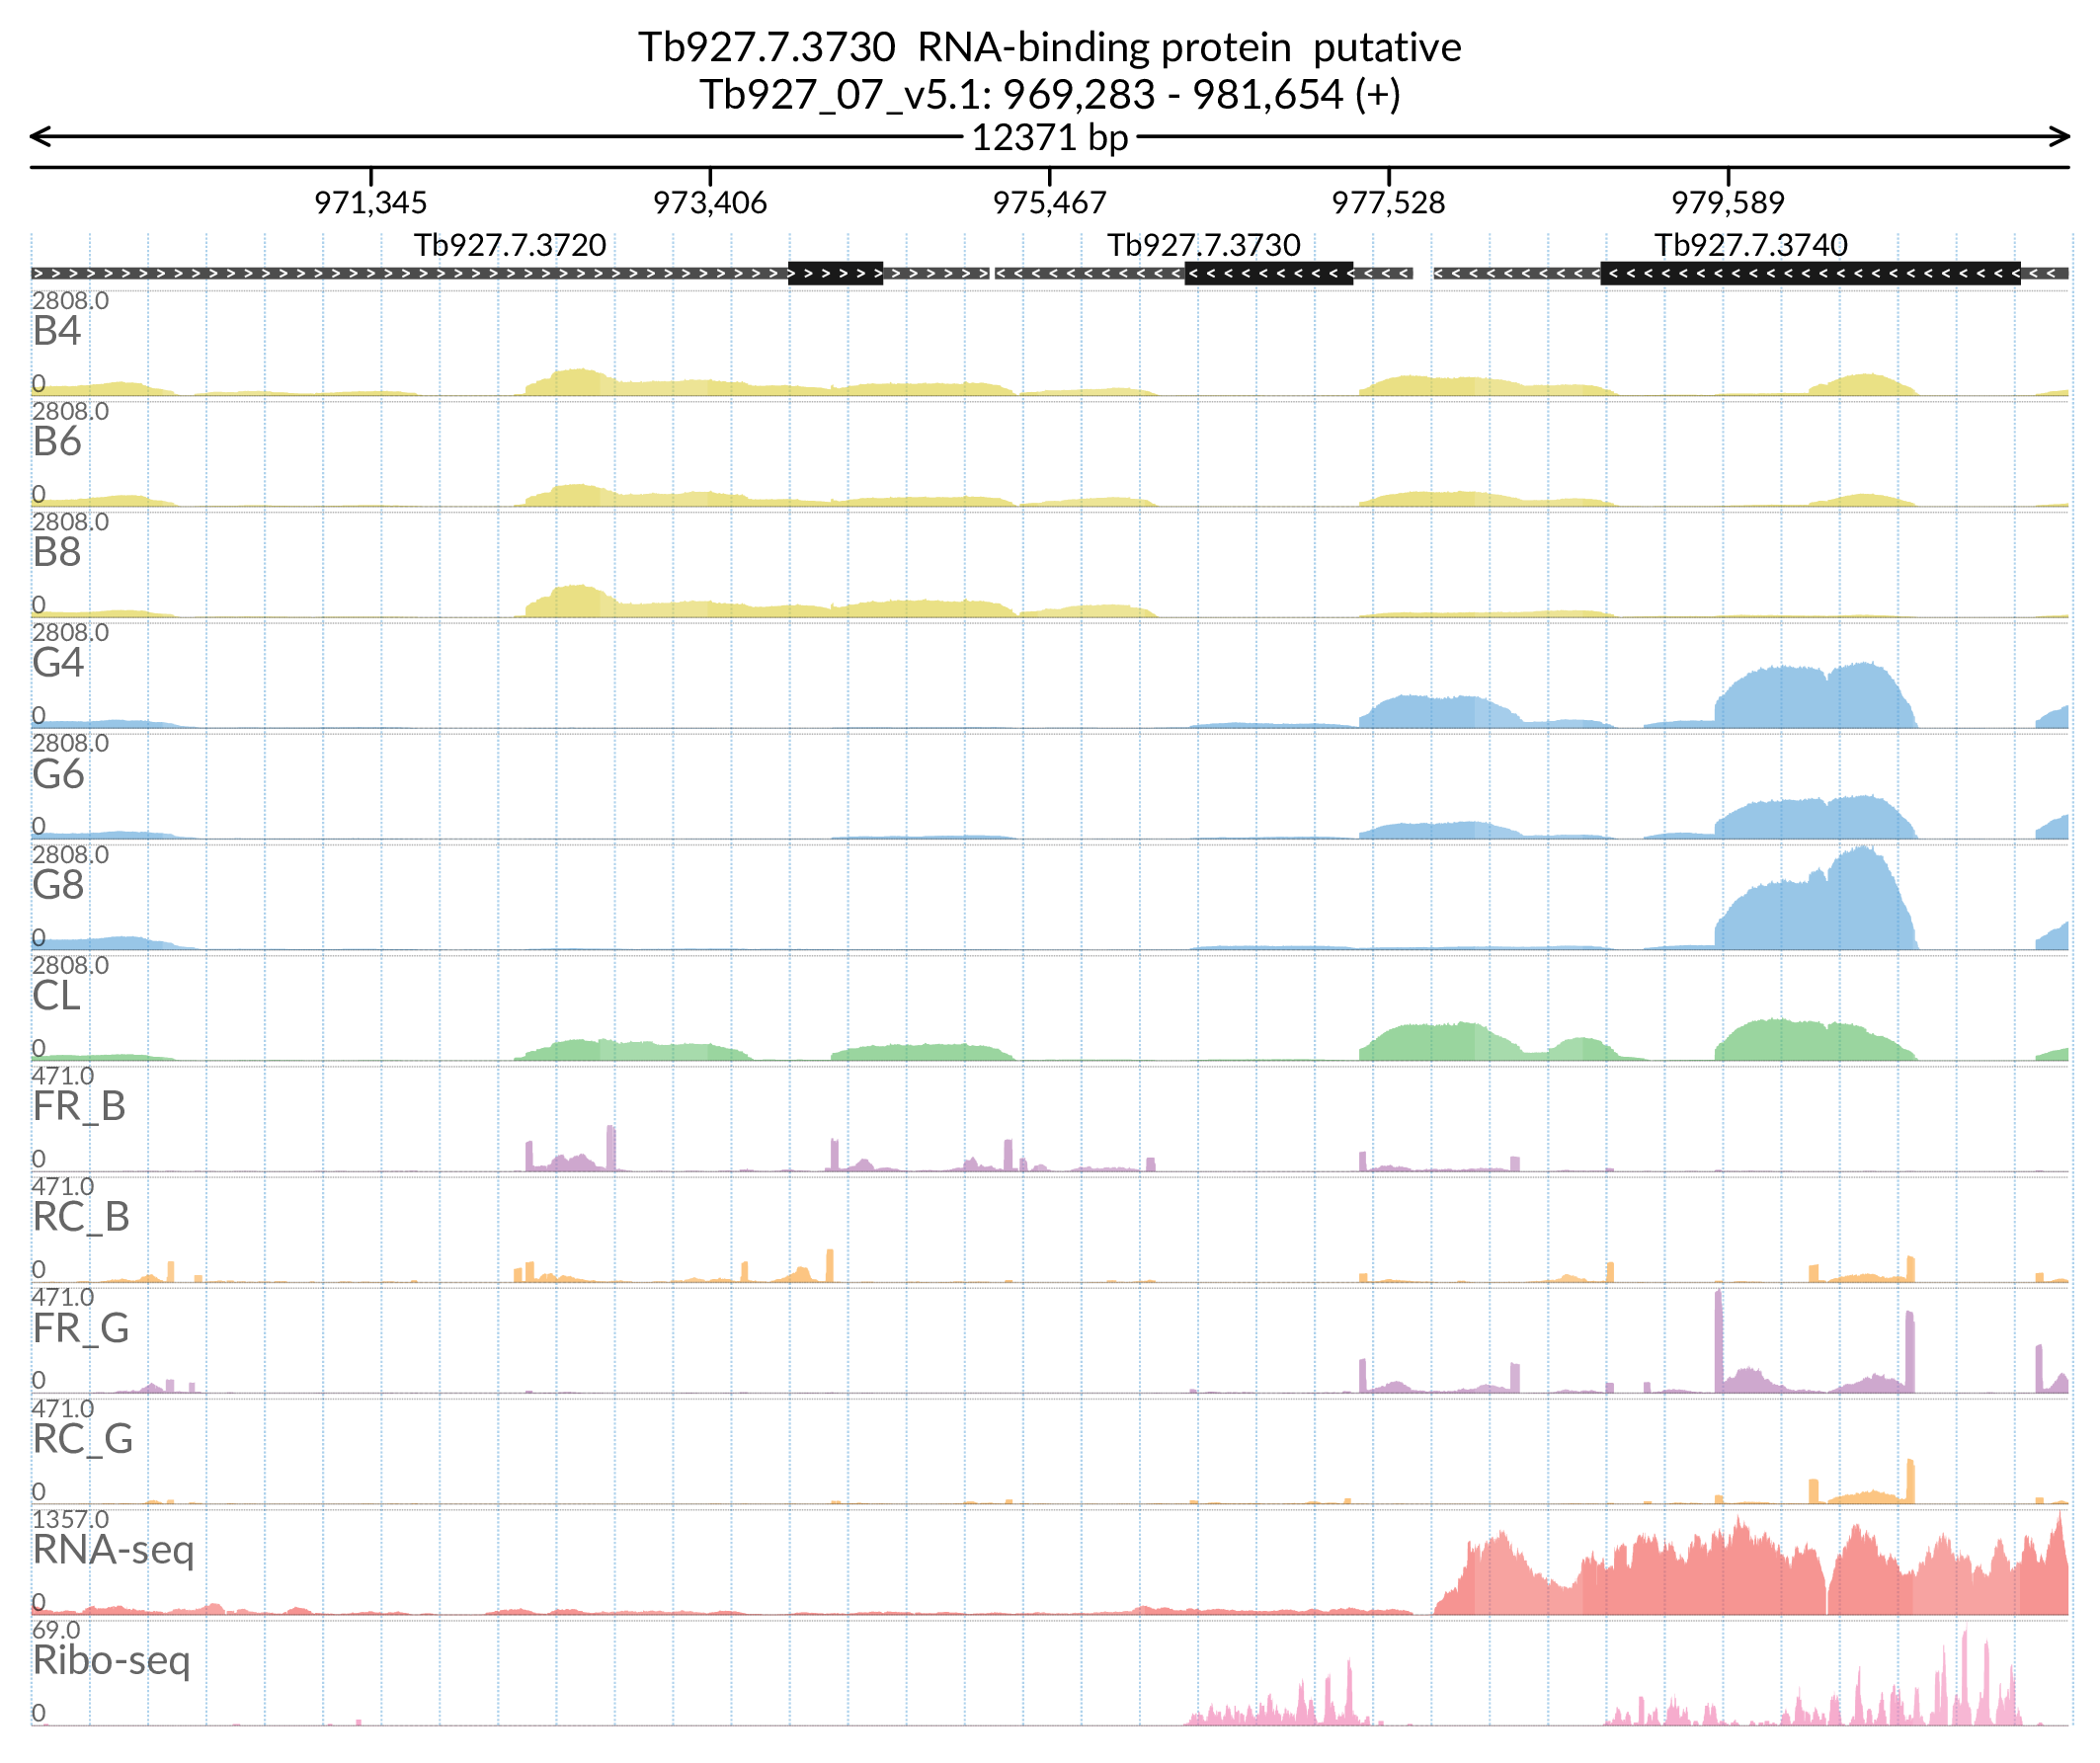 Tb927.7.3730  RNA-binding protein  putative
Tb927_07_v5.1: 969,283 - 981,654 (+)
12371 bp
971,345 973,406 975,467 977,528 979,589
Tb927.7.3720 Tb927.7.3730 Tb927.7.3740
2808.0
B4
0
2808.0
B6
0
2808.0
B8
0
2808.0
G4
0
2808.0
G6
0
2808.0
G8
0
2808.0
CL
0
471.0
FR_B
0
471.0
RC_B
0
471.0
FR_G
0
471.0
RC_G
0
1357.0
RNA-seq
0
69.0
Ribo-seq
0